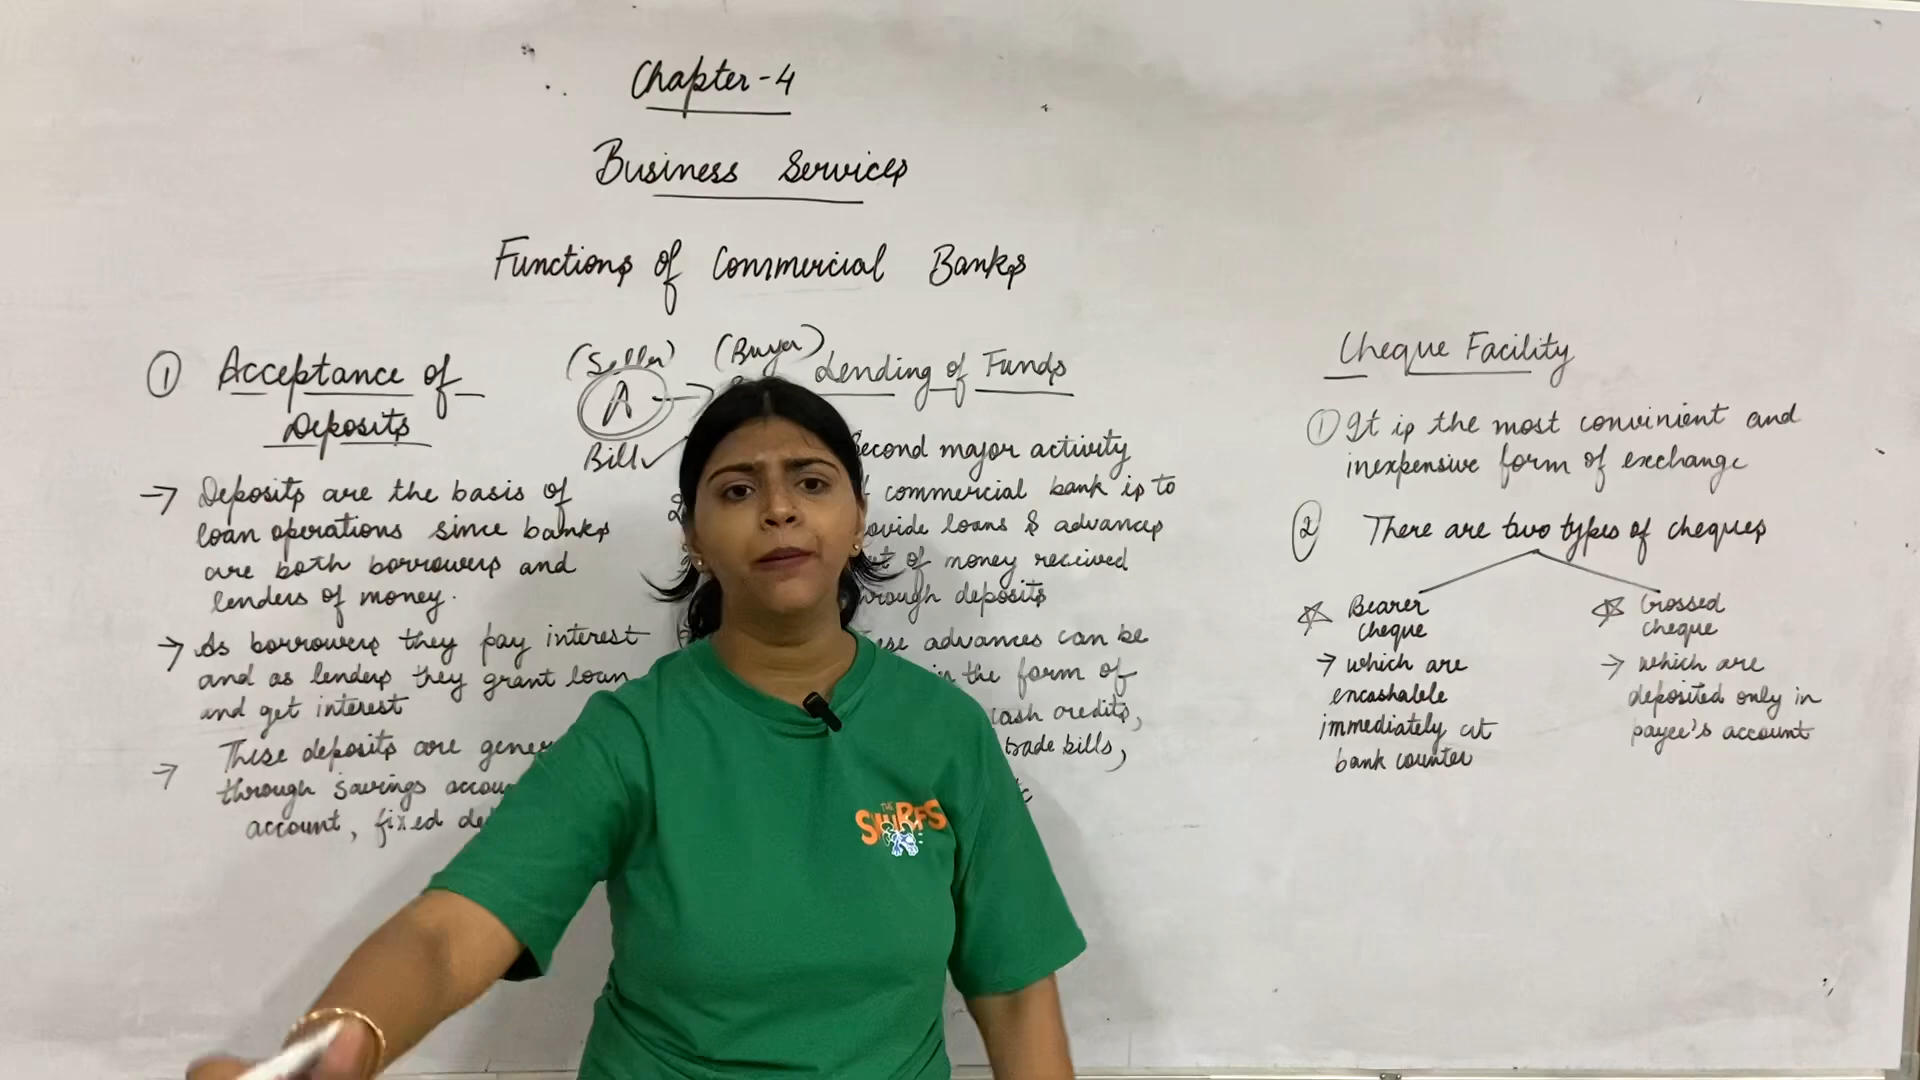 Chapter-4
Business Services
Functions of Commercial Banks
① Acceptance of
Deposits
→ Deposits are the basis of
loan operations since banks
are both borrowers and
lenders of money.
→ As borrowers they pay interest
and as lenders they grant loan
and get interest
→ These deposits are
through savings
account, fixed
(Seller) (Buyer)
A →
Bill
Lending of Funds
Second major activity
commercial bank is to
loans & advances
of money received
through deposits
advances can be
in the form of
cash credits,
trade bills,
Cheque Facility
① It is the most convinient and
inexpensive form of exchange
② There are two types of cheques
Bearer
cheque
→ which are
encashable
immediately at
bank counter
Crossed
cheque
→ which are
deposited only in
payee's account
THE
SMURFS